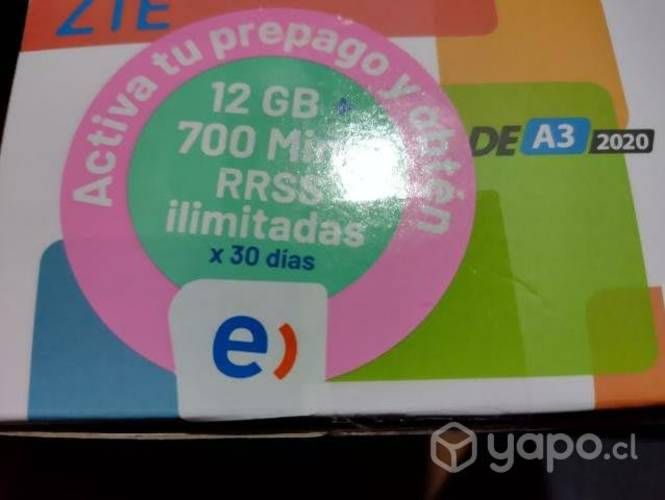 ZTE
Activa tu prepago y obtén
12 GB +
700 Min
RRSS
ilimitadas
x 30 días
e)
DE A3 2020
yapo.cl